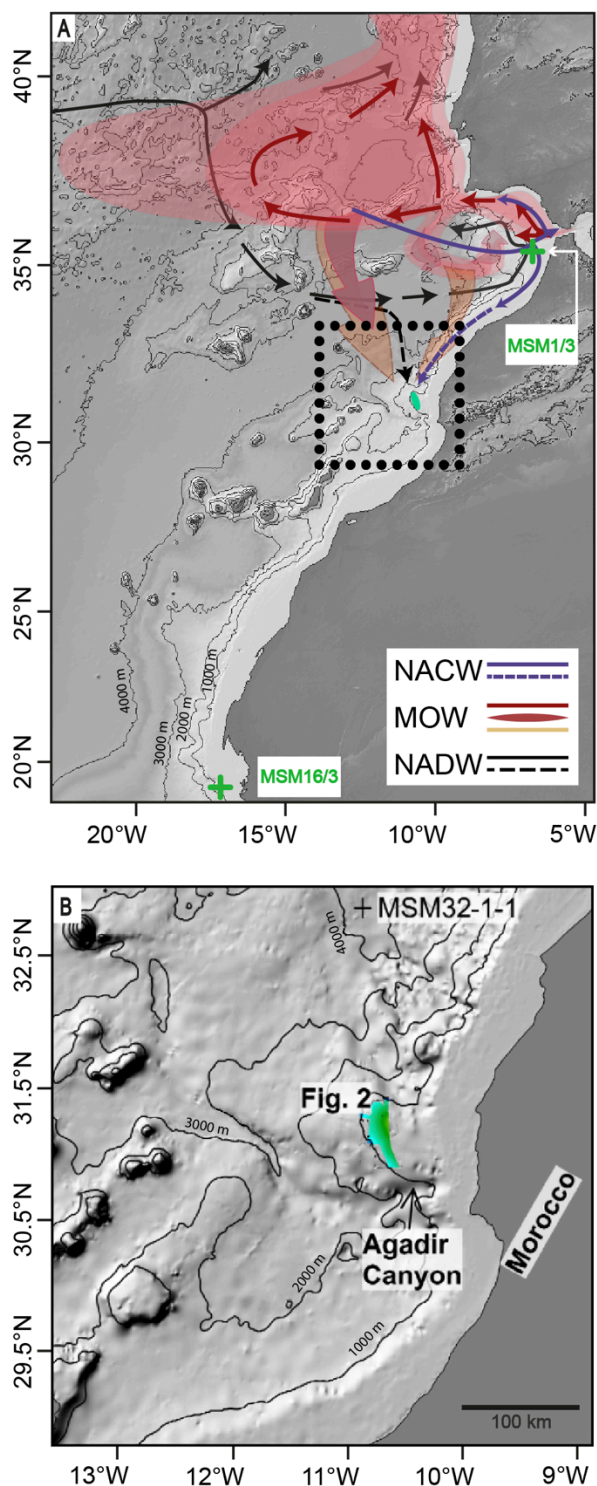 A
40°N
35°N
30°N
25°N
20°N
MSM1/3
4000 m
3000 m
2000 m
1000 m
MSM16/3
NACW
MOW
NADW
20°W
15°W
10°W
5°W
B
MSM32-1-1
4000 m
32.5°N
31.5°N
30.5°N
29.5°N
Fig. 2
3000 m
Agadir
Canyon
Morocco
2000 m
1000 m
100 km
13°W
12°W
11°W
10°W
9°W